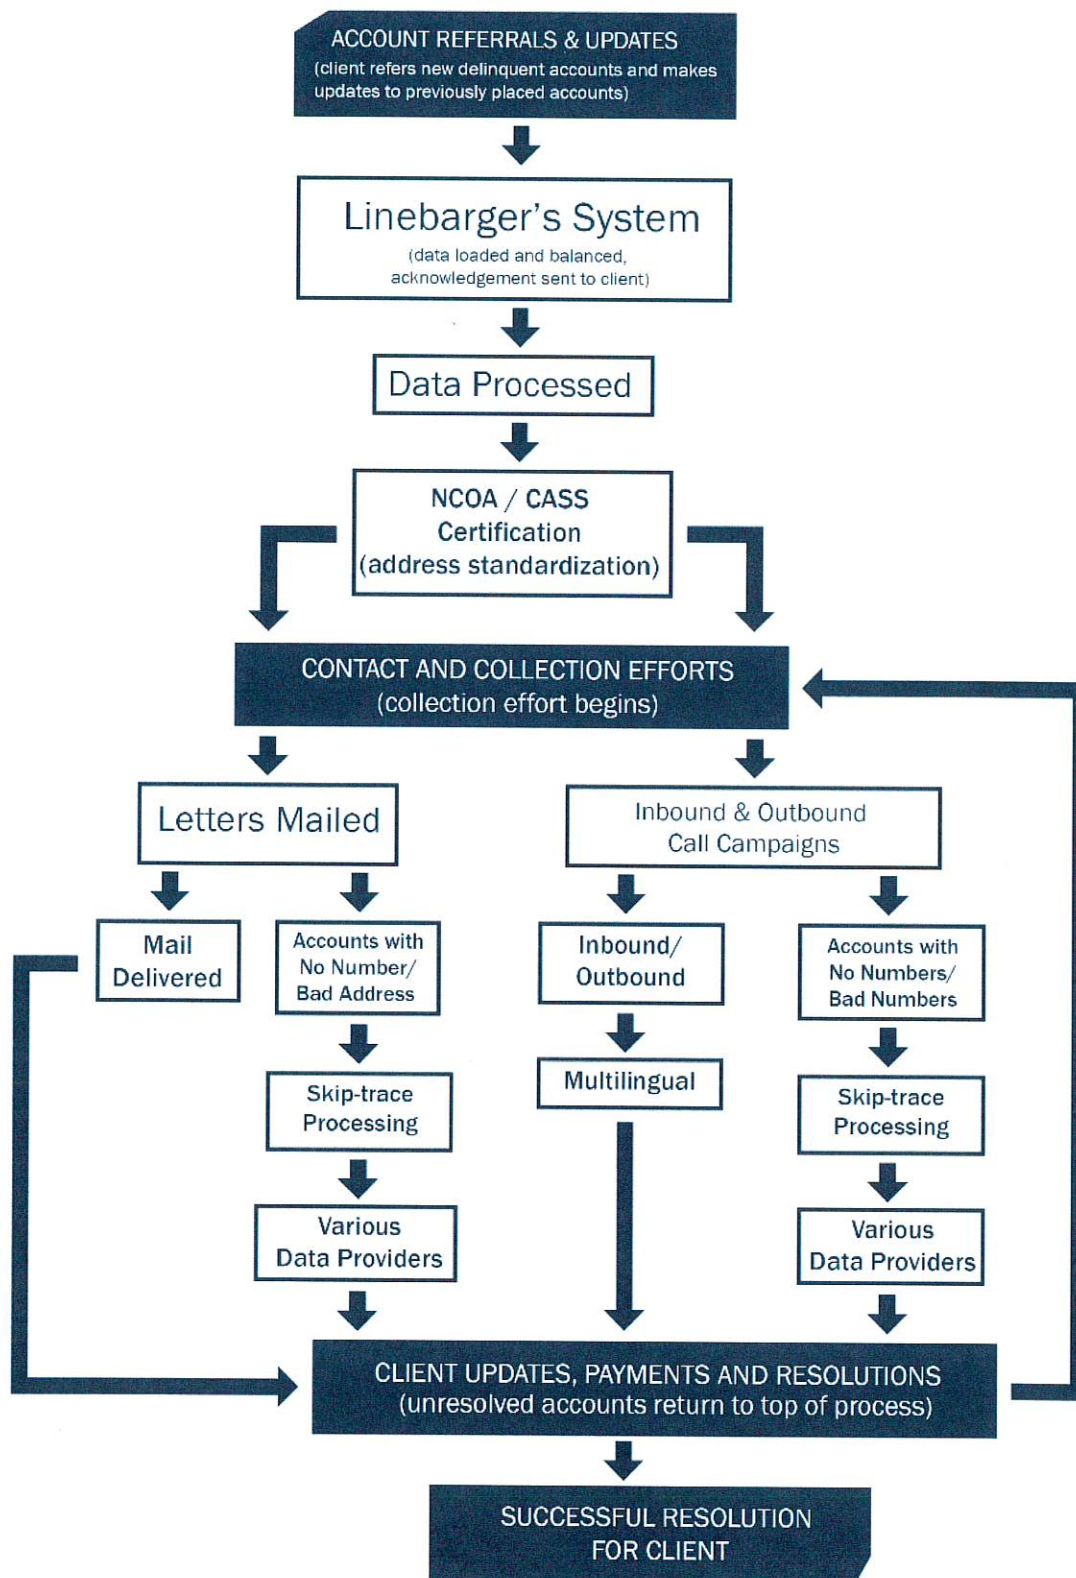 ACCOUNT REFERRALS & UPDATES
(client refers new delinquent accounts and makes
updates to previously placed accounts)
Linebarger's System
(data loaded and balanced,
acknowledgement sent to client)
Data Processed
NCOA / CASS
Certification
(address standardization)
CONTACT AND COLLECTION EFFORTS
(collection effort begins)
Letters Mailed
Inbound & Outbound
Call Campaigns
Mail
Delivered
Accounts with
No Number/
Bad Address
Inbound/
Outbound
Accounts with
No Numbers/
Bad Numbers
Skip-trace
Processing
Multilingual
Skip-trace
Processing
Various
Data Providers
Various
Data Providers
CLIENT UPDATES, PAYMENTS AND RESOLUTIONS
(unresolved accounts return to top of process)
SUCCESSFUL RESOLUTION
FOR CLIENT